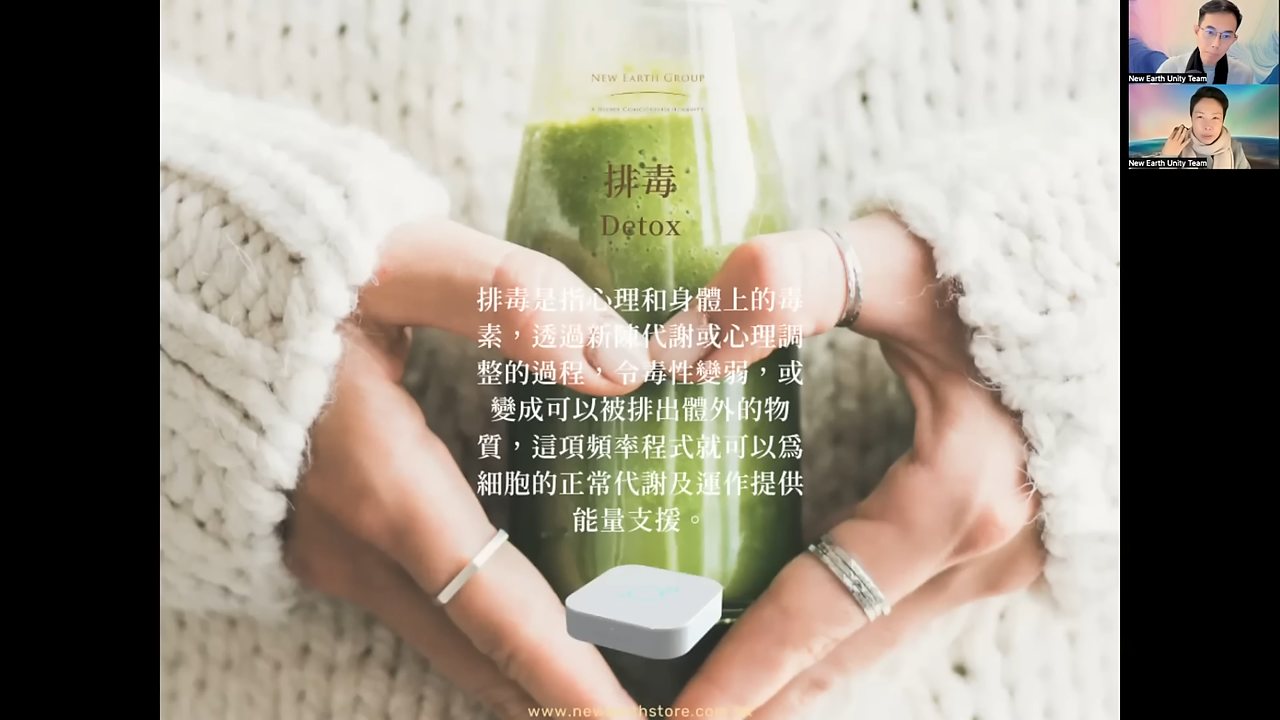 NEW EARTH GROUP
排毒
Detox
排毒是指心理和身體上的毒
素，透過新陳代謝或心理調
整的過程，令毒性變弱，或
變成可以被排出體外的物
質，這項頻率程式就可以爲
細胞的正常代謝及運作提供
能量支援。
New Earth Unity Team
New Earth Unity Team